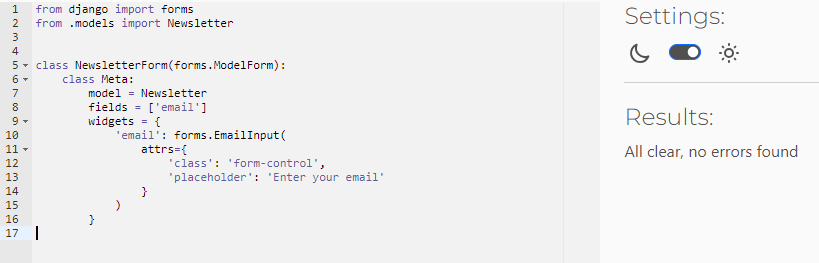 1 from django import forms
2 from .models import Newsletter
3
4
5 class NewsletterForm(forms.ModelForm):
6     class Meta:
7         model = Newsletter
8         fields = ['email']
9         widgets = {
10             'email': forms.EmailInput(
11                 attrs={
12                     'class': 'form-control',
13                     'placeholder': 'Enter your email'
14                 }
15             )
16         }
17
Settings:
Results:
All clear, no errors found